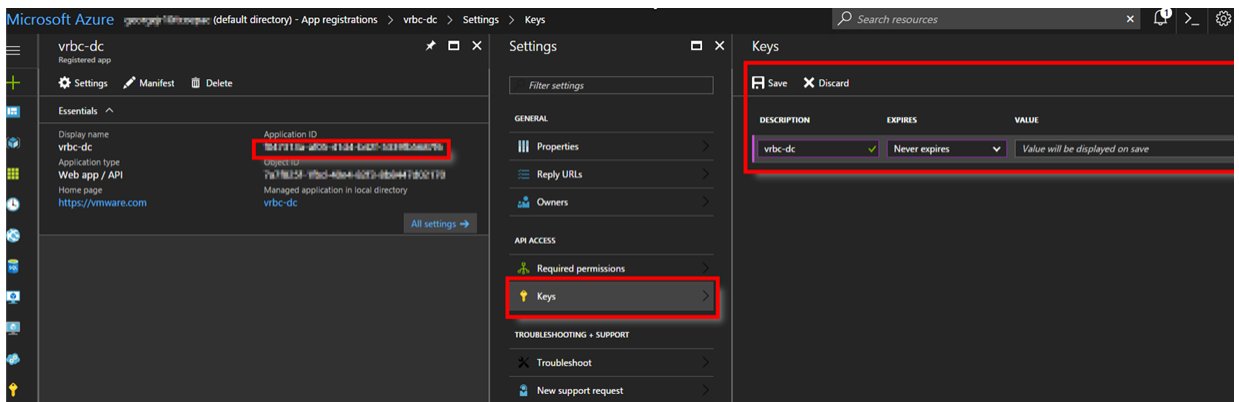 Microsoft Azure (default directory) - App registrations > vrbc-dc > Settings > Keys
Search resources
1
vrbc-dc
Registered app
Settings Manifest Delete
Essentials
Display name
vrbc-dc
Application type
Web app / API
Home page
https://vmware.com
Application ID
Object ID
Managed application in local directory
vrbc-dc
All settings
Settings
Filter settings
GENERAL
Properties
Reply URLs
Owners
API ACCESS
Required permissions
Keys
TROUBLESHOOTING + SUPPORT
Troubleshoot
New support request
Keys
Save Discard
DESCRIPTION EXPIRES VALUE
vrbc-dc Never expires Value will be displayed on save